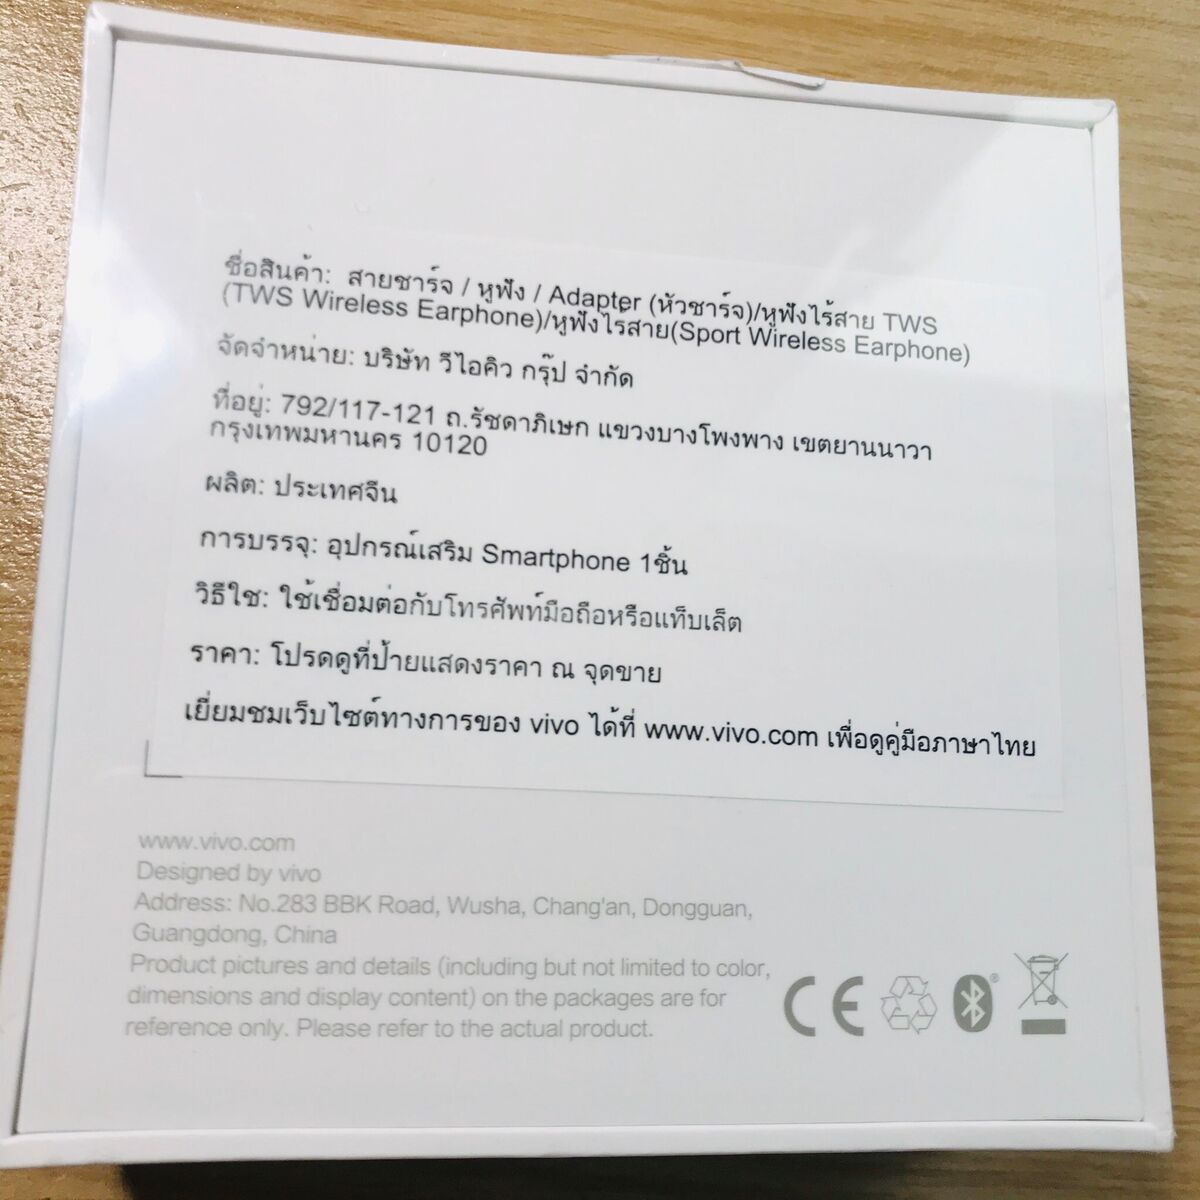 ชื่อสินค้า: สายชาร์จ / หูฟัง / Adapter (หัวชาร์จ)/หูฟังไร้สาย TWS
(TWS Wireless Earphone)/หูฟังไร้สาย(Sport Wireless Earphone)
จัดจำหน่าย: บริษัท วีไอคิว กรุ๊ป จำกัด
ที่อยู่: 792/117-121 ถ.รัชดาภิเษก แขวงบางโพงพาง เขตยานนาวา
กรุงเทพมหานคร 10120
ผลิต: ประเทศจีน
การบรรจุ: อุปกรณ์เสริม Smartphone 1ชิ้น
วิธีใช้: ใช้เชื่อมต่อกับโทรศัพท์มือถือหรือแท็บเล็ต
ราคา: โปรดดูที่ป้ายแสดงราคา ณ จุดขาย
เยี่ยมชมเว็บไซต์ทางการของ vivo ได้ที่ www.vivo.com เพื่อดูคู่มือภาษาไทย
www.vivo.com
Designed by vivo
Address: No.283 BBK Road, Wusha, Chang'an, Dongguan,
Guangdong, China
Product pictures and details (including but not limited to color,
dimensions and display content) on the packages are for
reference only. Please refer to the actual product.
CE